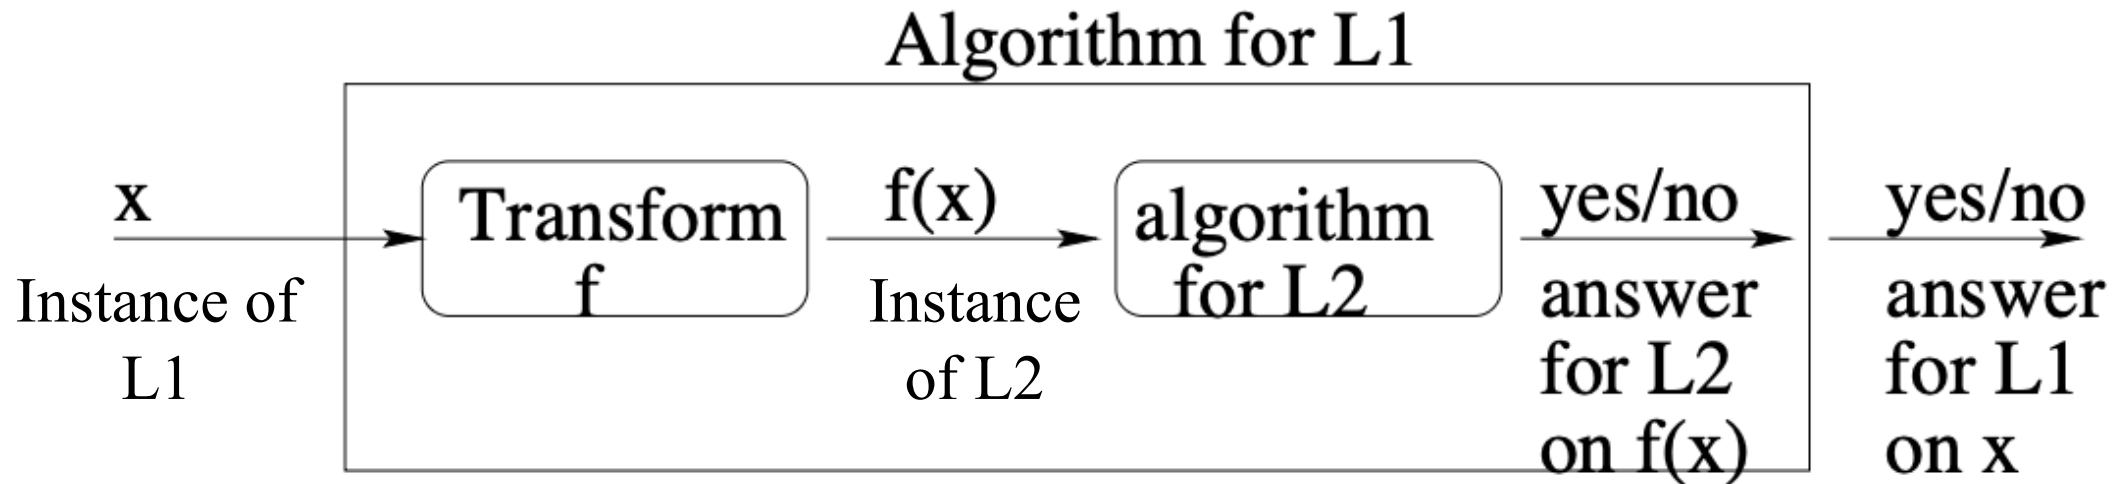 Algorithm for L1
x
Instance of
L1
Transform
f
f(x)
Instance
of L2
algorithm
for L2
yes/no
answer
for L2
on f(x)
yes/no
answer
for L1
on x